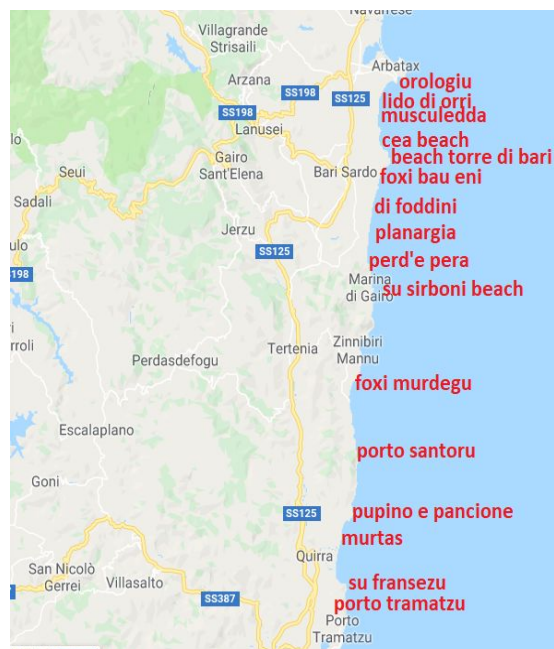 Navarrese
Villagrande
Strisaili
Arbatax
Arzana
SS198
orologiu
SS125
lido di orri
SS198
musculedda
Lanusei
cea beach
Gairo
Sant'Elena
beach torre di bari
Seui
Bari Sardo
foxi bau eni
Sadali
di foddini
Jerzu
planargia
SS125
perd'e pera
198
Marina
di Gairo
su sirboni beach
Tertenia
Zinnibiri
Mannu
Perdasdefogu
foxi murdegu
Escalaplano
porto santoru
Goni
SS125
pupino e pancione
murtas
Quirra
San Nicolò
Gerrei
Villasalto
su fransezu
SS387
porto tramatzu
Porto
Tramatzu